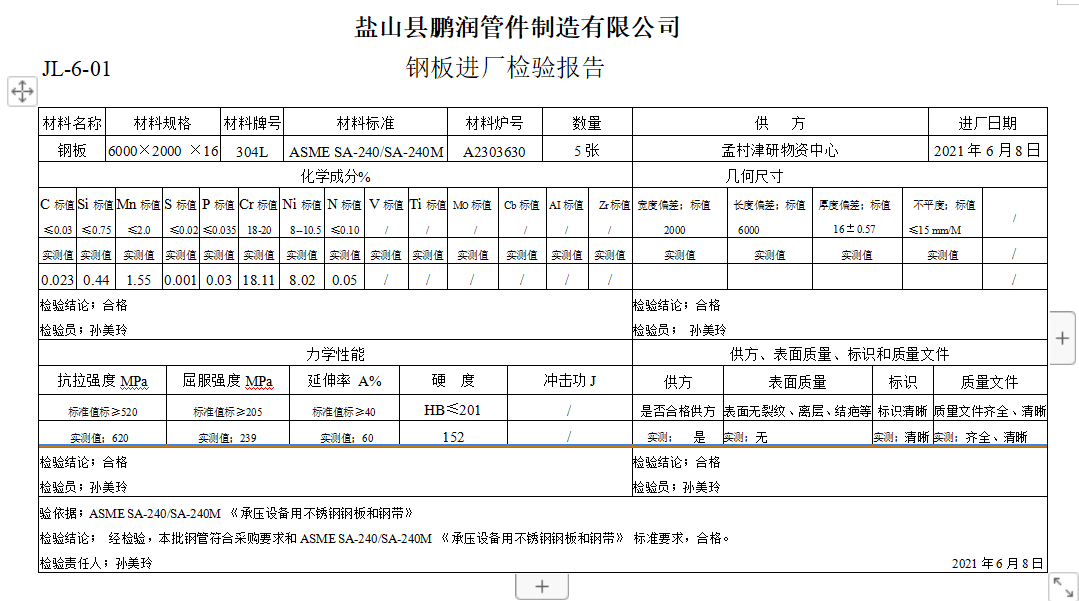 盐山县鹏润管件制造有限公司
JL-6-01 钢板进厂检验报告
材料名称 材料规格 材料牌号 材料标准 材料炉号 数量 供 方 进厂日期
钢板 6000×2000 ×16 304L ASME SA-240/SA-240M A2303630 5 张 孟村津研物资中心 2021 年 6 月 8 日
化学成分% 几何尺寸
C 标值 Si 标值 Mn 标值 S 标值 P 标值 Cr 标值 Ni 标值 N 标值 V 标值 Ti 标值 Mo 标值 Cb 标值 AI 标值 Zr 标值 宽度偏差；标值 长度偏差；标值 厚度偏差；标值 不平度；标值 /
≤0.03 ≤0.75 ≤2.0 ≤0.02 ≤0.035 18-20 8--10.5 ≤0.10 / / / / / / 2000 6000 16±0.57 ≤15 mm/M
实测值 实测值 实测值 实测值 实测值 实测值 实测值 实测值 实测值 实测值 实测值 实测值 实测值 实测值 实测值 实测值 实测值 实测值 /
0.023 0.44 1.55 0.001 0.03 18.11 8.02 0.05 / / / / / / /
检验结论；合格 检验结论；合格
检验员；孙美玲 检验员； 孙美玲
力学性能 供方、表面质量、标识和质量文件
抗拉强度 MPa 屈服强度 MPa 延伸率 A% 硬 度 冲击功 J 供方 表面质量 标识 质量文件
标准值标≥520 标准值标≥205 标准值标≥40 HB≤201 / 是否合格供方 表面无裂纹、离层、结疤等 标识清晰 质量文件齐全、清晰
实测值；620 实测值；239 实测值；60 152 / 实测； 是 实测；无 实测；清晰 实测；齐全、清晰
检验结论；合格 检验结论；合格
检验员；孙美玲 检验员；孙美玲
验依据；ASME SA-240/SA-240M 《承压设备用不锈钢钢板和钢带》
检验结论； 经检验，本批钢管符合采购要求和 ASME SA-240/SA-240M 《承压设备用不锈钢钢板和钢带》 标准要求，合格。
检验责任人；孙美玲 2021 年 6 月 8 日